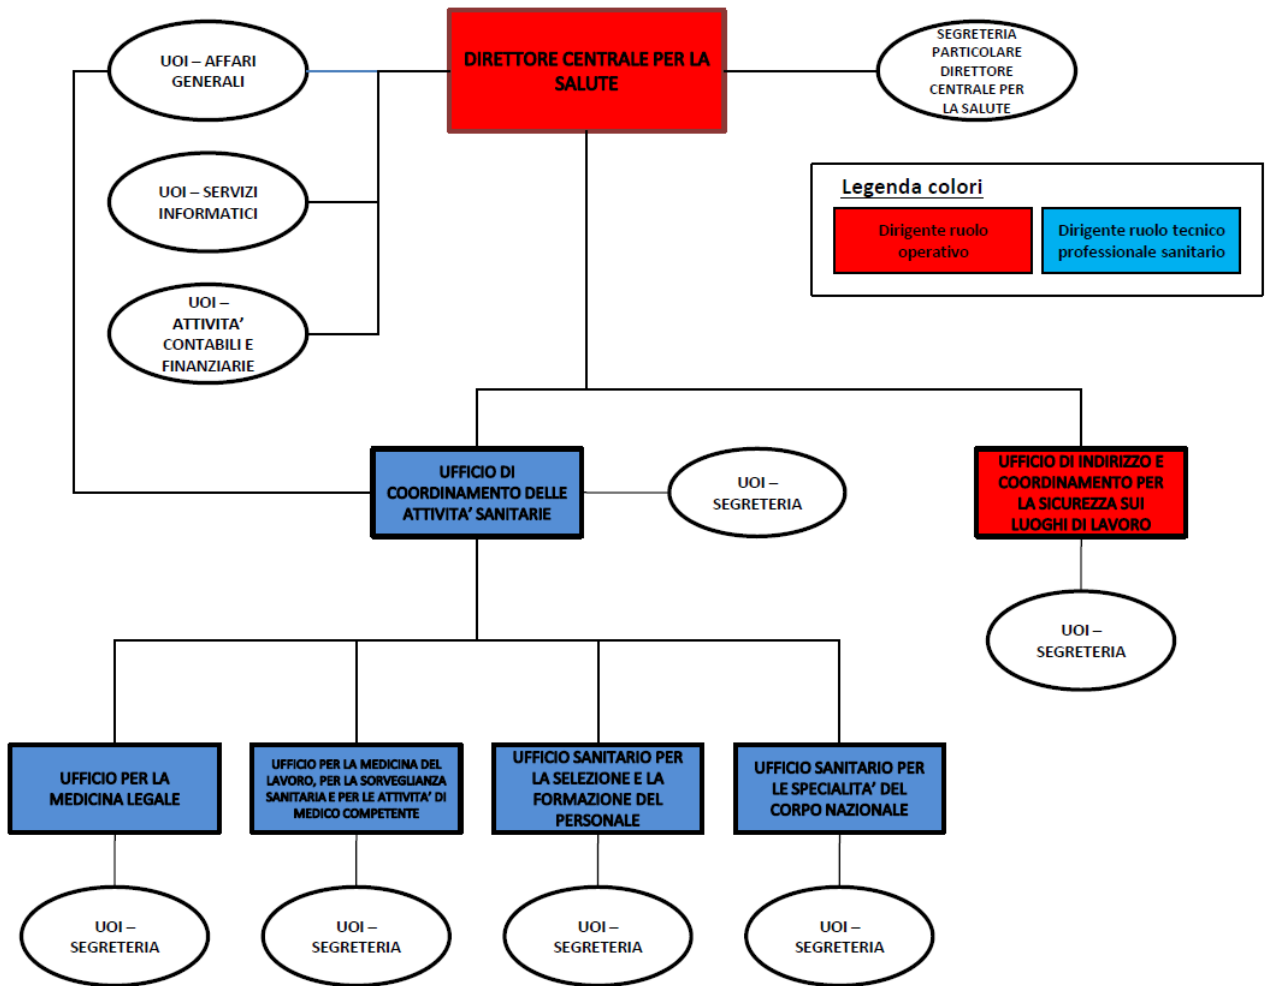 UOI – AFFARI
GENERALI
DIRETTORE CENTRALE PER LA
SALUTE
SEGRETERIA
PARTICOLARE
DIRETTORE
CENTRALE PER
LA SALUTE
UOI – SERVIZI
INFORMATICI
Legenda colori
Dirigente ruolo
operativo
Dirigente ruolo tecnico
professionale sanitario
UOI –
ATTIVITA’
CONTABILI E
FINANZIARIE
UFFICIO DI
COORDINAMENTO DELLE
ATTIVITA’ SANITARIE
UOI –
SEGRETERIA
UFFICIO DI INDIRIZZO E
COORDINAMENTO PER
LA SICUREZZA SUI
LUOGHI DI LAVORO
UOI –
SEGRETERIA
UFFICIO PER LA
MEDICINA LEGALE
UFFICIO PER LA MEDICINA DEL
LAVORO, PER LA SORVEGLIANZA
SANITARIA E PER LE ATTIVITA’ DI
MEDICO COMPETENTE
UFFICIO SANITARIO PER
LA SELEZIONE E LA
FORMAZIONE DEL
PERSONALE
UFFICIO SANITARIO PER
LE SPECIALITA’ DEL
CORPO NAZIONALE
UOI –
SEGRETERIA
UOI –
SEGRETERIA
UOI –
SEGRETERIA
UOI –
SEGRETERIA